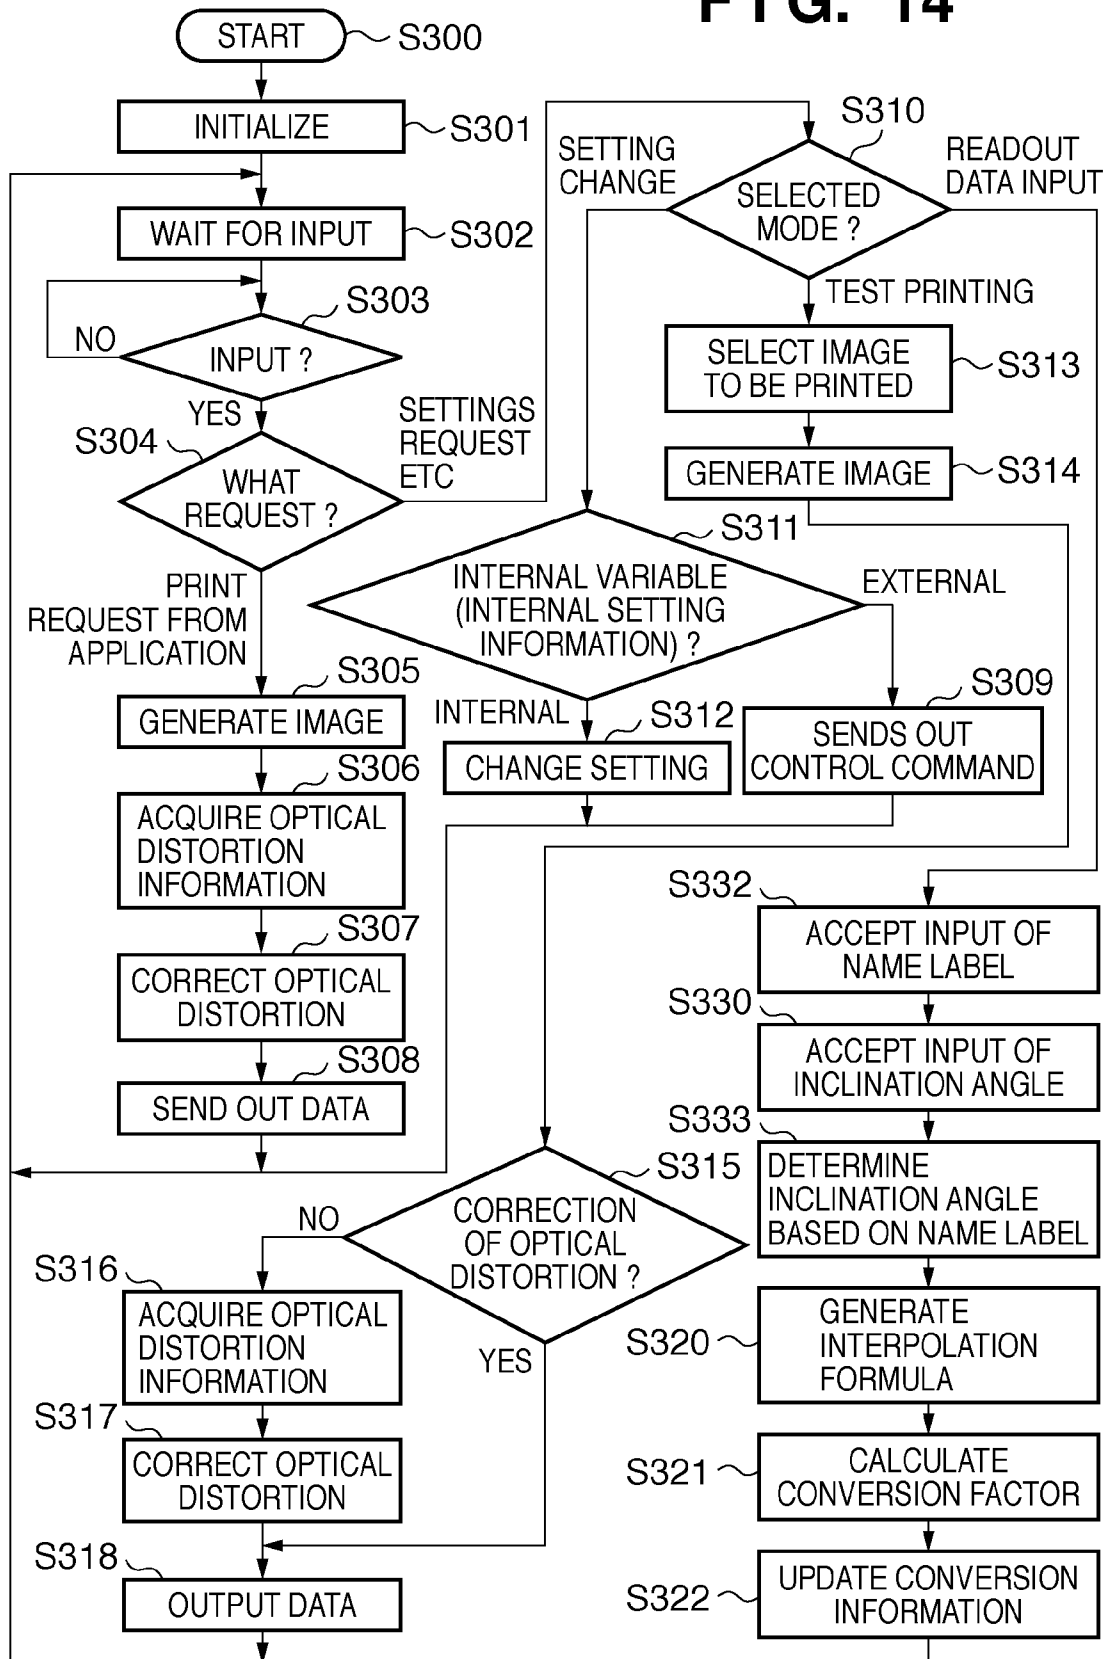 FIG. 14
START
S300
INITIALIZE
S301
WAIT FOR INPUT
S302
S303
INPUT ?
NO
YES
S304
WHAT
REQUEST ?
SETTINGS
REQUEST
ETC
PRINT
REQUEST FROM
APPLICATION
S305
GENERATE IMAGE
S306
ACQUIRE OPTICAL
DISTORTION
INFORMATION
S307
CORRECT OPTICAL
DISTORTION
S308
SEND OUT DATA
S310
SELECTED
MODE ?
SETTING
CHANGE
READOUT
DATA INPUT
TEST PRINTING
SELECT IMAGE
TO BE PRINTED
S313
GENERATE IMAGE
S314
S311
INTERNAL VARIABLE
(INTERNAL SETTING
INFORMATION) ?
EXTERNAL
INTERNAL
S312
CHANGE SETTING
S309
SENDS OUT
CONTROL COMMAND
S315
CORRECTION
OF OPTICAL
DISTORTION ?
NO
YES
S316
ACQUIRE OPTICAL
DISTORTION
INFORMATION
S317
CORRECT OPTICAL
DISTORTION
S318
OUTPUT DATA
S332
ACCEPT INPUT OF
NAME LABEL
S330
ACCEPT INPUT OF
INCLINATION ANGLE
S333
DETERMINE
INCLINATION ANGLE
BASED ON NAME LABEL
S320
GENERATE
INTERPOLATION
FORMULA
S321
CALCULATE
CONVERSION FACTOR
S322
UPDATE CONVERSION
INFORMATION